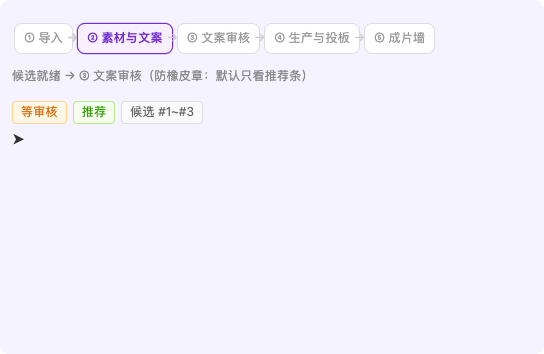 ① 导入 → ② 素材与文案 → ③ 文案审核 → ④ 生产与投板 → ⑤ 成片墙
候选就绪 → ③ 文案审核（防橡皮章：默认只看推荐条）
等审核 推荐 候选 #1~#3